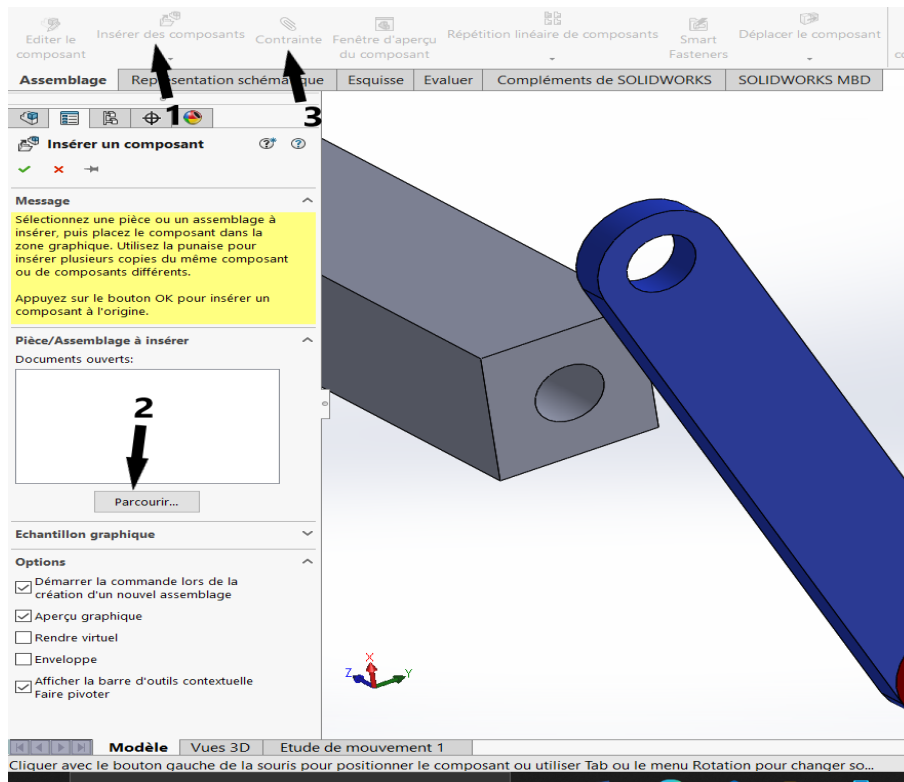 Editer le composant
Insérer des composants
Contrainte
Fenêtre d'aperçu du composant
Répétition linéaire de composants
Smart Fasteners
Déplacer le composant
Assemblage
Représentation schématique
Esquisse
Evaluer
Compléments de SOLIDWORKS
SOLIDWORKS MBD
1
3
Insérer un composant
Message
Sélectionnez une pièce ou un assemblage à
insérer, puis placez le composant dans la
zone graphique. Utilisez la punaise pour
insérer plusieurs copies du même composant
ou de composants différents.
Appuyez sur le bouton OK pour insérer un
composant à l'origine.
Pièce/Assemblage à insérer
Documents ouverts:
2
Parcourir...
Echantillon graphique
Options
Démarrer la commande lors de la
création d'un nouvel assemblage
Aperçu graphique
Rendre virtuel
Enveloppe
Afficher la barre d'outils contextuelle
Faire pivoter
X
Z
Y
Modèle
Vues 3D
Etude de mouvement 1
Cliquer avec le bouton gauche de la souris pour positionner le composant ou utiliser Tab ou le menu Rotation pour changer so...